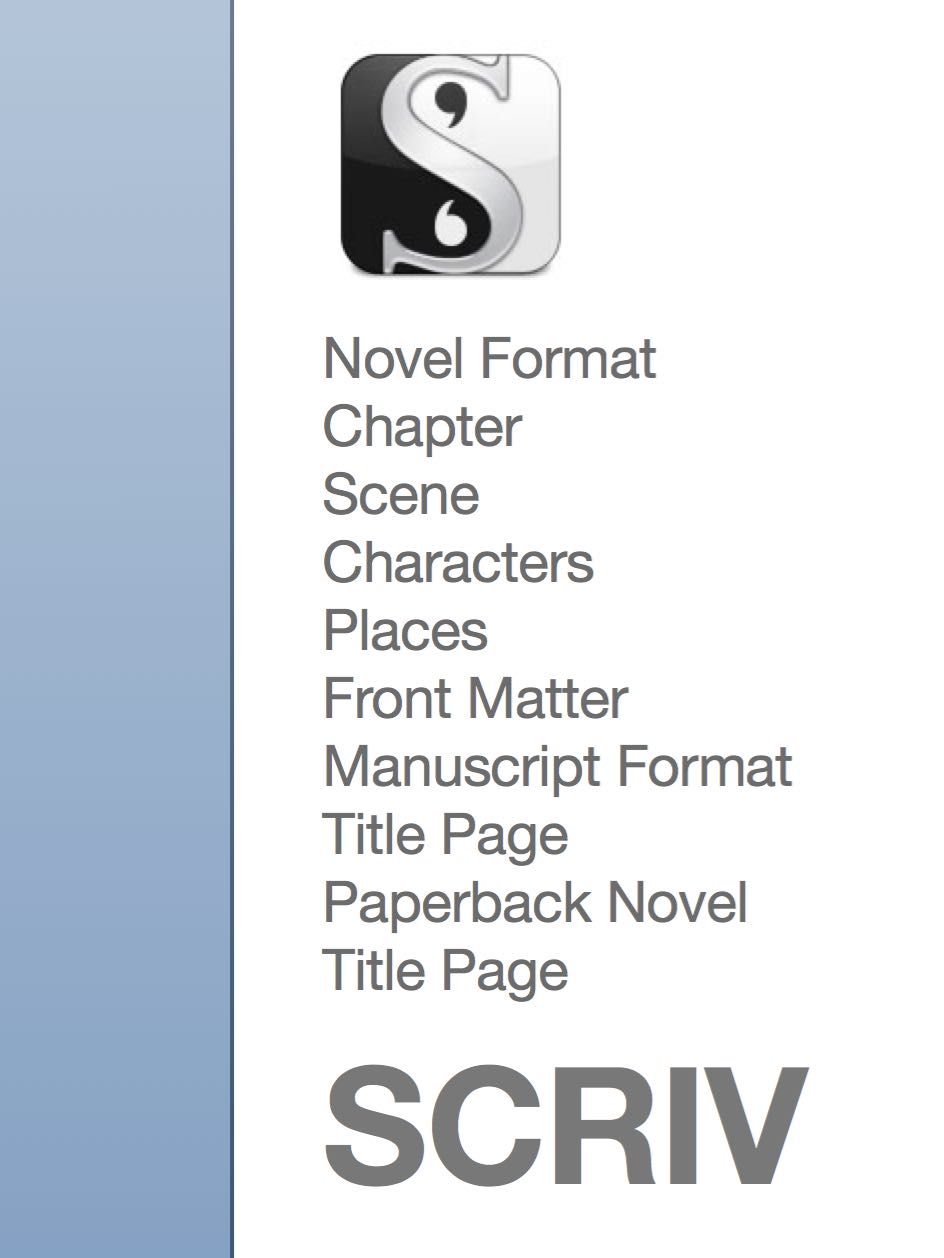 Novel Format
Chapter
Scene
Characters
Places
Front Matter
Manuscript Format
Title Page
Paperback Novel
Title Page
SCRIV